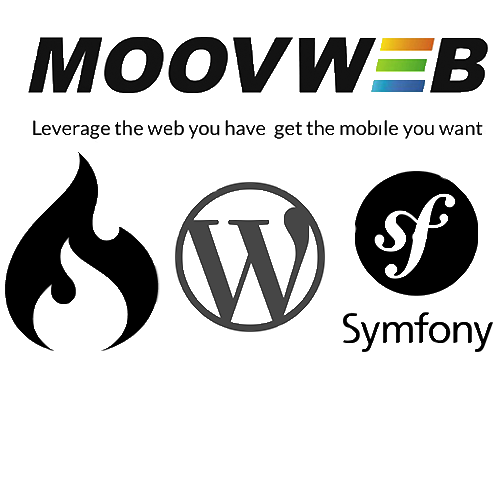 MOOVWEB
Leverage the web you have get the mobile you want
W
sf
Symfony